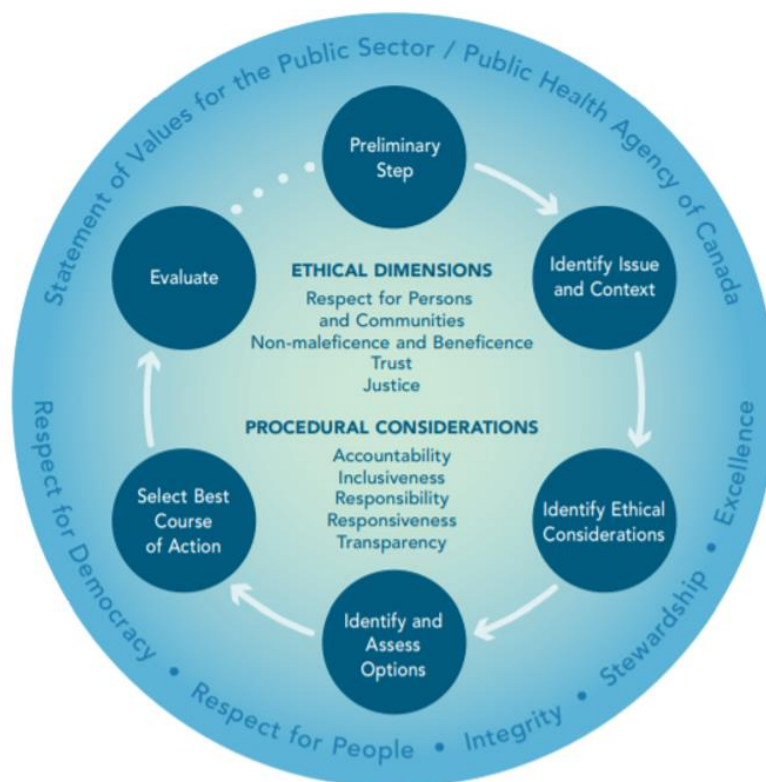 Statement of Values for the Public Sector / Public Health Agency of Canada
Preliminary
Step
Identify Issue
and Context
Identify Ethical
Considerations
Identify and
Assess
Options
Select Best
Course
of Action
Evaluate
ETHICAL DIMENSIONS
Respect for Persons
and Communities
Non-maleficence and Beneficence
Trust
Justice
PROCEDURAL CONSIDERATIONS
Accountability
Inclusiveness
Responsibility
Responsiveness
Transparency
Respect for Democracy • Respect for People • Integrity • Stewardship • Excellence